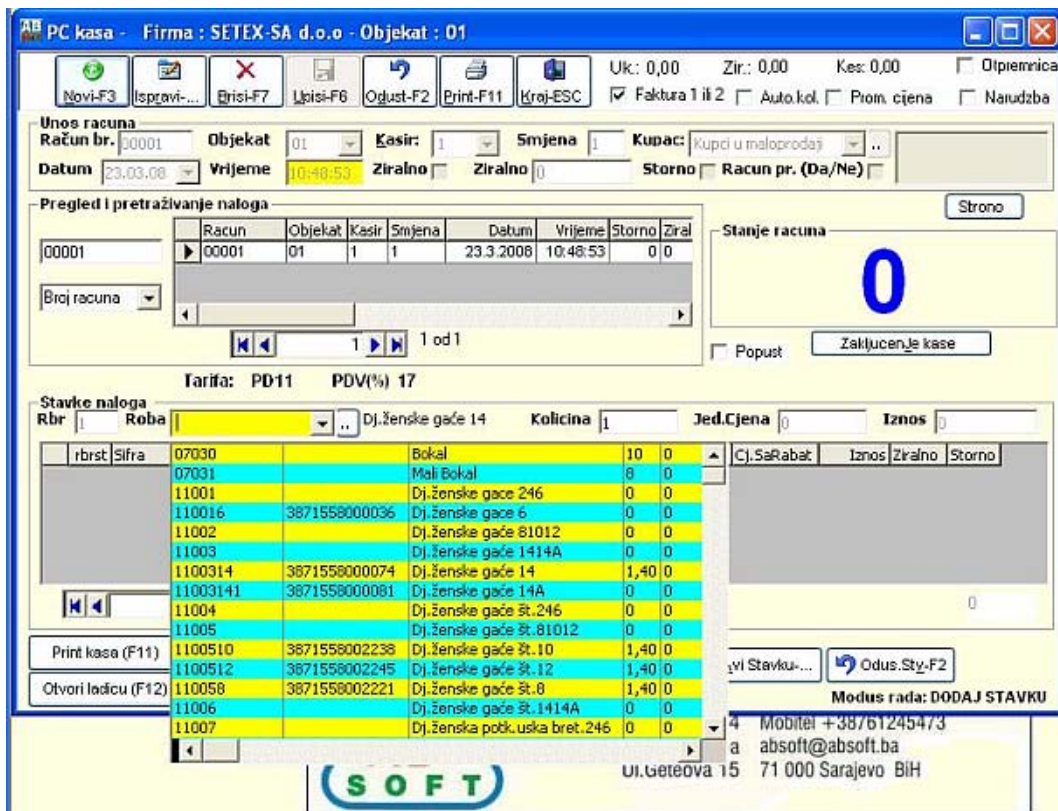 PC kasa - Firma : SETEX-SA d.o.o - Objekat : 01
Novi-F3 Ispravi-... Brisi-F7 Upisi-F6 Odust-F2 Print-F11 Kraj-ESC
Uk.: 0,00 Zir.: 0,00 Kes: 0,00 Otpremnica
Faktura 1 ili 2 Auto.kol. Prom. cijena Narudzba
Unos racuna
Račun br. 00001 Objekat 01 Kasir: 1 Smjena 1 Kupac: Kupci u maloprodaji ..
Datum 23.03.08 Vrijeme 10:48:53 Ziralno Ziralno 0 Storno Racun pr. (Da/Ne)
Pregled i pretraživanje naloga
Strono
Racun Objekat Kasir Smjena Datum Vrijeme Storno Ziral
00001 00001 01 1 1 23.3.2008 10:48:53 0 0
Broj racuna
1 1 od 1
Stanje racuna
0
Popust Zakljucenje kase
Tarifa: PD11 PDV(%) 17
Stavke naloga
Rbr 1 Roba .. Dj.ženske gaće 14 Kolicina 1 Jed.Cjena 0 Iznos 0
rbrst Sifra Cj.SaRabat Iznos Ziralno Storno
07030 Bokal 10 0
07031 Mali Bokal 8 0
11001 Dj.ženske gace 246 0 0
110016 3871558000036 Dj.ženske gace 6 0 0
11002 Dj.ženske gaće 81012 0 0
11003 Dj.ženske gaće 1414A 0 0
1100314 3871558000074 Dj.ženske gaće 14 1,40 0
11003141 3871558000081 Dj.ženske gaće 14A 0 0
11004 Dj.ženske gaće št.246 0 0
11005 Dj.ženske gaće št.81012 0 0
1100510 3871558002238 Dj.ženske gaće št.10 1,40 0
1100512 3871558002245 Dj.ženske gaće št.12 1,40 0
110058 3871558002221 Dj.ženske gaće št.8 1,40 0
11006 Dj.ženske gaće št.1414A 0 0
11007 Dj.ženska potk.uska bret.246 0 0
0
Print kasa (F11) vi Stavku-... Odus.Stv-F2
Otvori ladicu (F12)
Modus rada: DODAJ STAVKU
4 Mobitel +38761245473
a absoft@absoft.ba
Ul.Geteova 15 71 000 Sarajevo BiH
SOFT